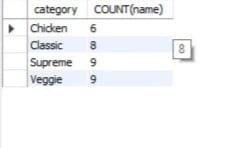 category COUNT(name)
Chicken 6
Classic 8
8
Supreme 9
Veggie 9